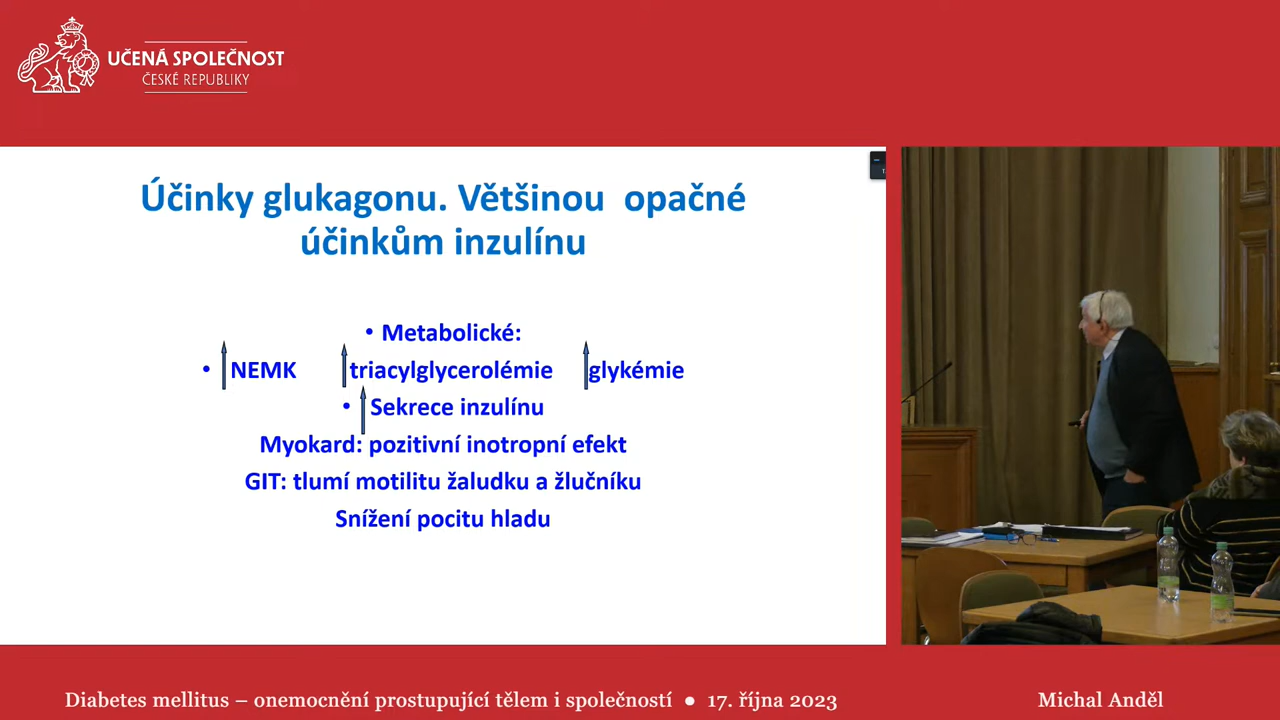 UČENÁ SPOLEČNOST
ČESKÉ REPUBLIKY
Účinky glukagonu. Většinou opačné
účinkům inzulínu
• Metabolické:
• NEMK triacylglycerolémie glykémie
• Sekrece inzulínu
Myokard: pozitivní inotropní efekt
GIT: tlumí motilitu žaludku a žlučníku
Snížení pocitu hladu
Diabetes mellitus – onemocnění prostupující tělem i společností ● 17. října 2023
Michal Anděl